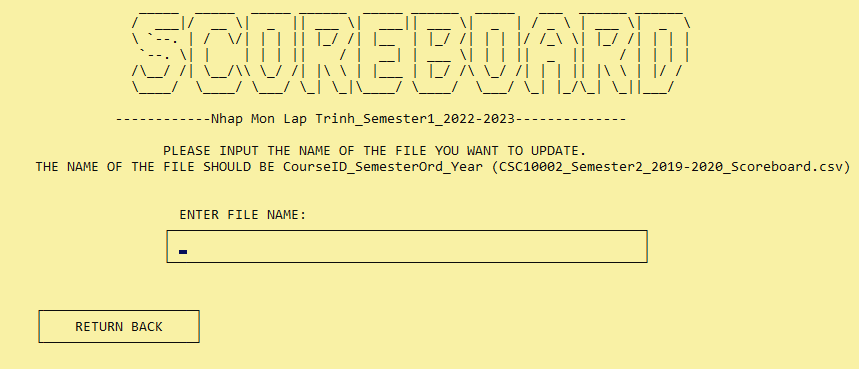 SCOREBOARD
------------Nhap Mon Lap Trinh_Semester1_2022-2023--------------
PLEASE INPUT THE NAME OF THE FILE YOU WANT TO UPDATE.
THE NAME OF THE FILE SHOULD BE CourseID_SemesterOrd_Year (CSC10002_Semester2_2019-2020_Scoreboard.csv)
ENTER FILE NAME:
RETURN BACK